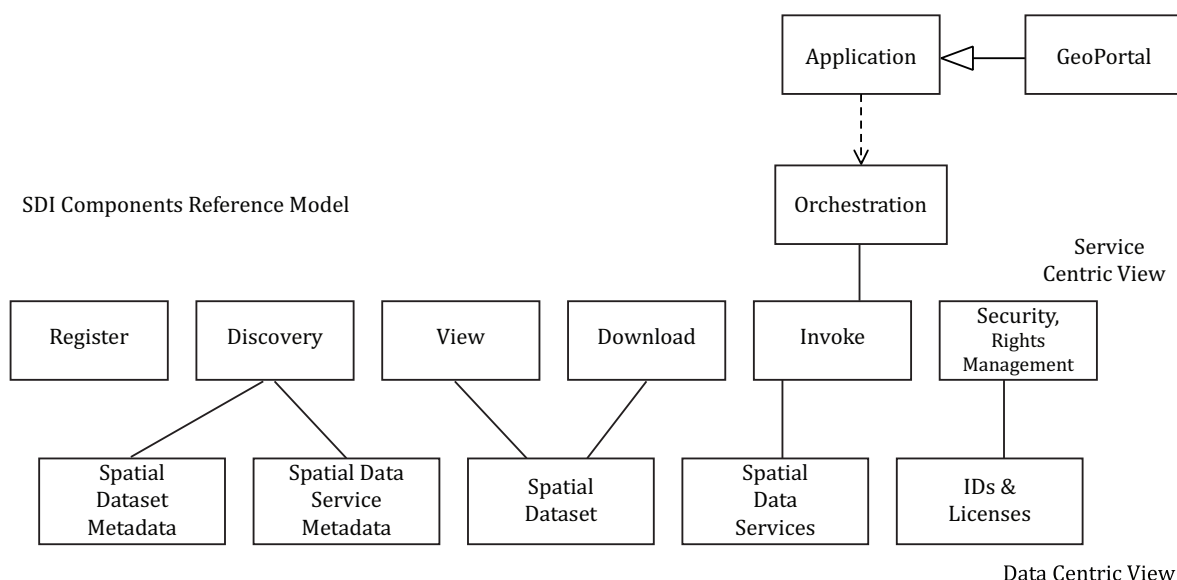 Application
GeoPortal
Orchestration
SDI Components Reference Model
Service
Centric View
Register
Discovery
View
Download
Invoke
Security,
Rights
Management
Spatial
Dataset
Metadata
Spatial Data
Service
Metadata
Spatial
Dataset
Spatial
Data
Services
IDs &
Licenses
Data Centric View